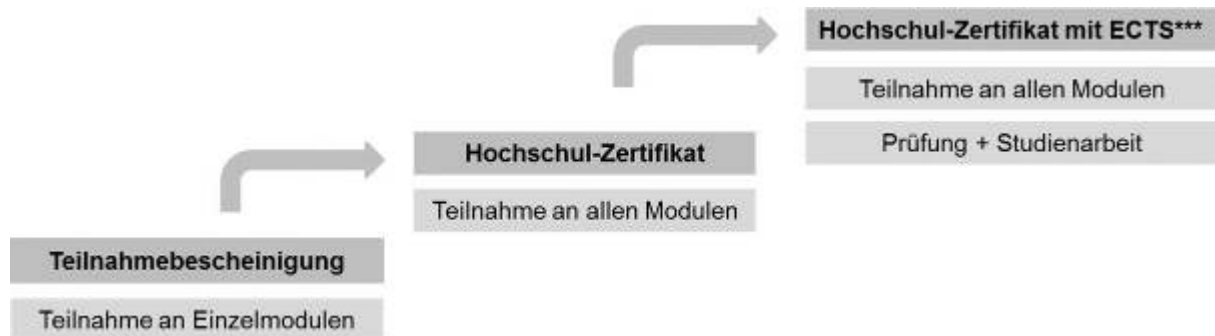 Hochschul-Zertifikat mit ECTS***
Teilnahme an allen Modulen
Prüfung + Studienarbeit
Hochschul-Zertifikat
Teilnahme an allen Modulen
Teilnahmebescheinigung
Teilnahme an Einzelmodulen